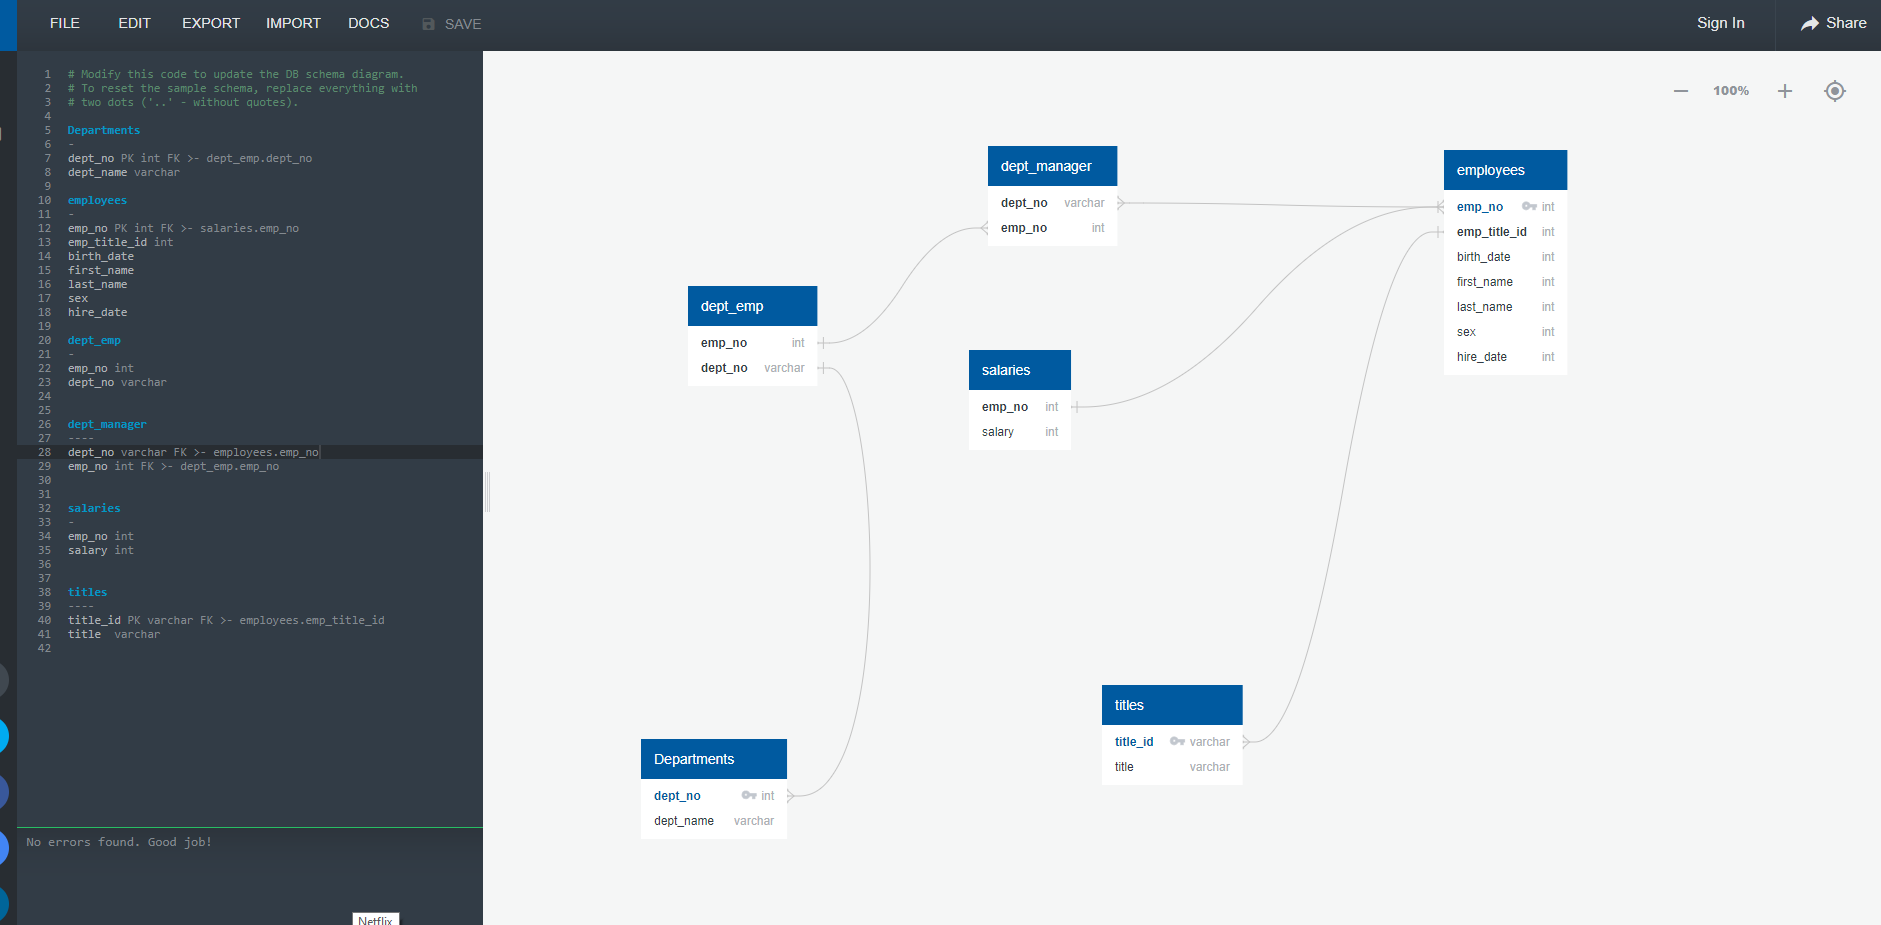 FILE EDIT EXPORT IMPORT DOCS SAVE Sign In Share
1 # Modify this code to update the DB schema diagram.
2 # To reset the sample schema, replace everything with
3 # two dots ('..' - without quotes).
4
5 Departments
6 -
7 dept_no PK int FK >- dept_emp.dept_no
8 dept_name varchar
9
10 employees
11 -
12 emp_no PK int FK >- salaries.emp_no
13 emp_title_id int
14 birth_date
15 first_name
16 last_name
17 sex
18 hire_date
19
20 dept_emp
21 -
22 emp_no int
23 dept_no varchar
24
25
26 dept_manager
27 ----
28 dept_no varchar FK >- employees.emp_no
29 emp_no int FK >- dept_emp.emp_no
30
31
32 salaries
33 -
34 emp_no int
35 salary int
36
37
38 titles
39 ----
40 title_id PK varchar FK >- employees.emp_title_id
41 title  varchar
42
No errors found. Good job!
Netflix
100%
dept_manager
dept_no varchar
emp_no int
employees
emp_no int
emp_title_id int
birth_date int
first_name int
last_name int
sex int
hire_date int
dept_emp
emp_no int
dept_no varchar
salaries
emp_no int
salary int
titles
title_id varchar
title varchar
Departments
dept_no int
dept_name varchar